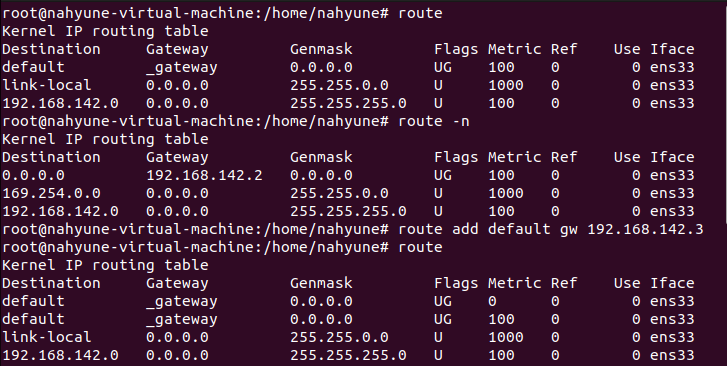 root@nahyune-virtual-machine:/home/nahyune# route
Kernel IP routing table
Destination Gateway Genmask Flags Metric Ref Use Iface
default _gateway 0.0.0.0 UG 100 0 0 ens33
link-local 0.0.0.0 255.255.0.0 U 1000 0 0 ens33
192.168.142.0 0.0.0.0 255.255.255.0 U 100 0 0 ens33
root@nahyune-virtual-machine:/home/nahyune# route -n
Kernel IP routing table
Destination Gateway Genmask Flags Metric Ref Use Iface
0.0.0.0 192.168.142.2 0.0.0.0 UG 100 0 0 ens33
169.254.0.0 0.0.0.0 255.255.0.0 U 1000 0 0 ens33
192.168.142.0 0.0.0.0 255.255.255.0 U 100 0 0 ens33
root@nahyune-virtual-machine:/home/nahyune# route add default gw 192.168.142.3
root@nahyune-virtual-machine:/home/nahyune# route
Kernel IP routing table
Destination Gateway Genmask Flags Metric Ref Use Iface
default _gateway 0.0.0.0 UG 0 0 0 ens33
default _gateway 0.0.0.0 UG 100 0 0 ens33
link-local 0.0.0.0 255.255.0.0 U 1000 0 0 ens33
192.168.142.0 0.0.0.0 255.255.255.0 U 100 0 0 ens33